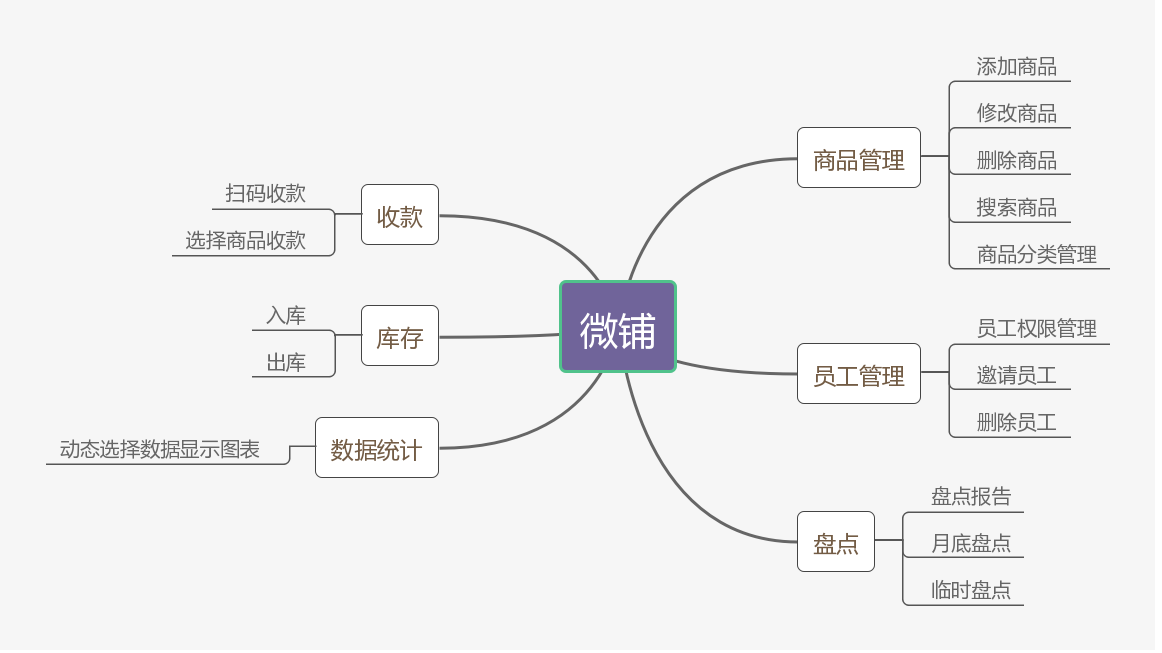 微铺
商品管理
添加商品
修改商品
删除商品
搜索商品
商品分类管理
员工管理
员工权限管理
邀请员工
删除员工
盘点
盘点报告
月底盘点
临时盘点
收款
扫码收款
选择商品收款
库存
入库
出库
数据统计
动态选择数据显示图表